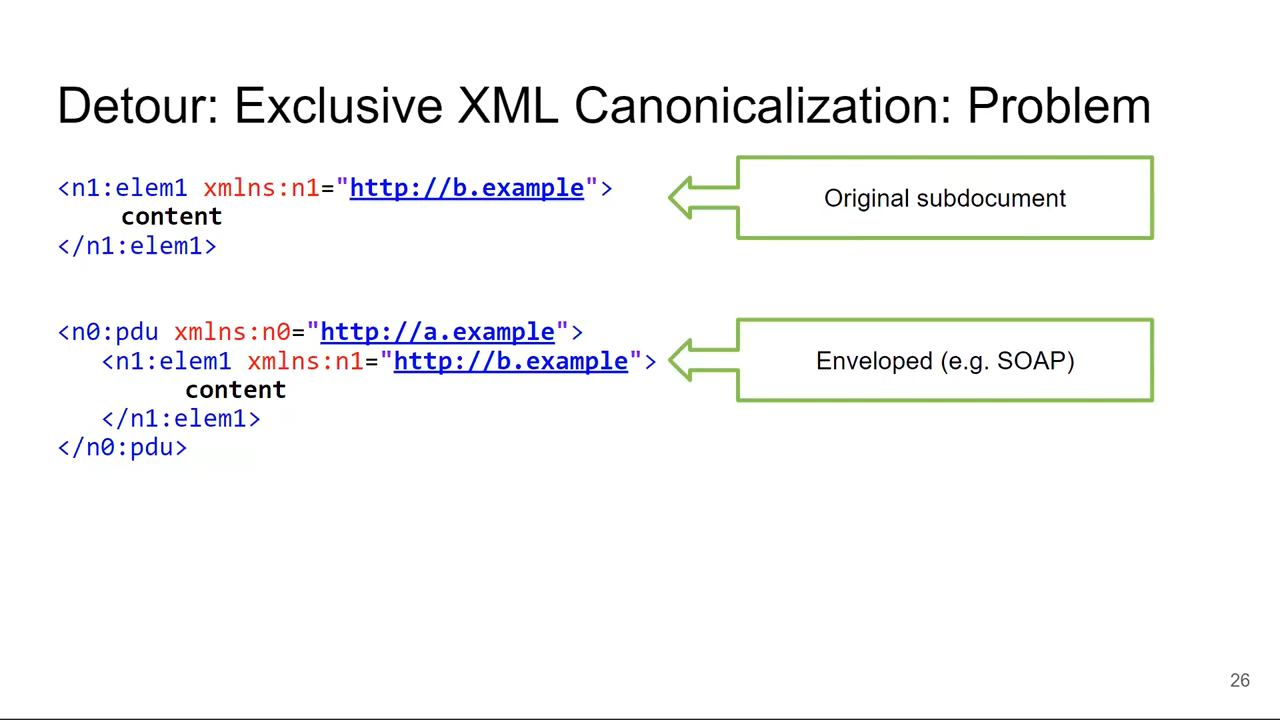 Detour: Exclusive XML Canonicalization: Problem
<n1:elem1 xmlns:n1="http://b.example">
content
</n1:elem1>
Original subdocument
<n0:pdu xmlns:n0="http://a.example">
<n1:elem1 xmlns:n1="http://b.example">
content
</n1:elem1>
</n0:pdu>
Enveloped (e.g. SOAP)
26